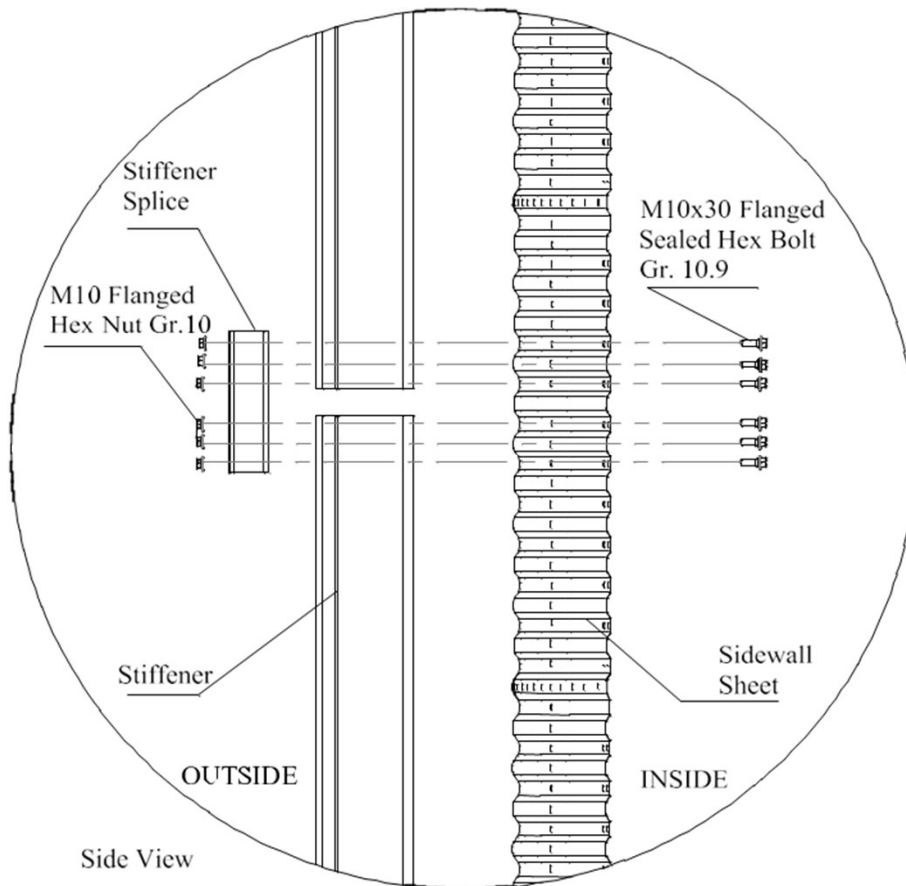 Stiffener
Splice
M10x30 Flanged
Sealed Hex Bolt
Gr. 10.9
M10 Flanged
Hex Nut Gr.10
Stiffener
Sidewall
Sheet
OUTSIDE
INSIDE
Side View